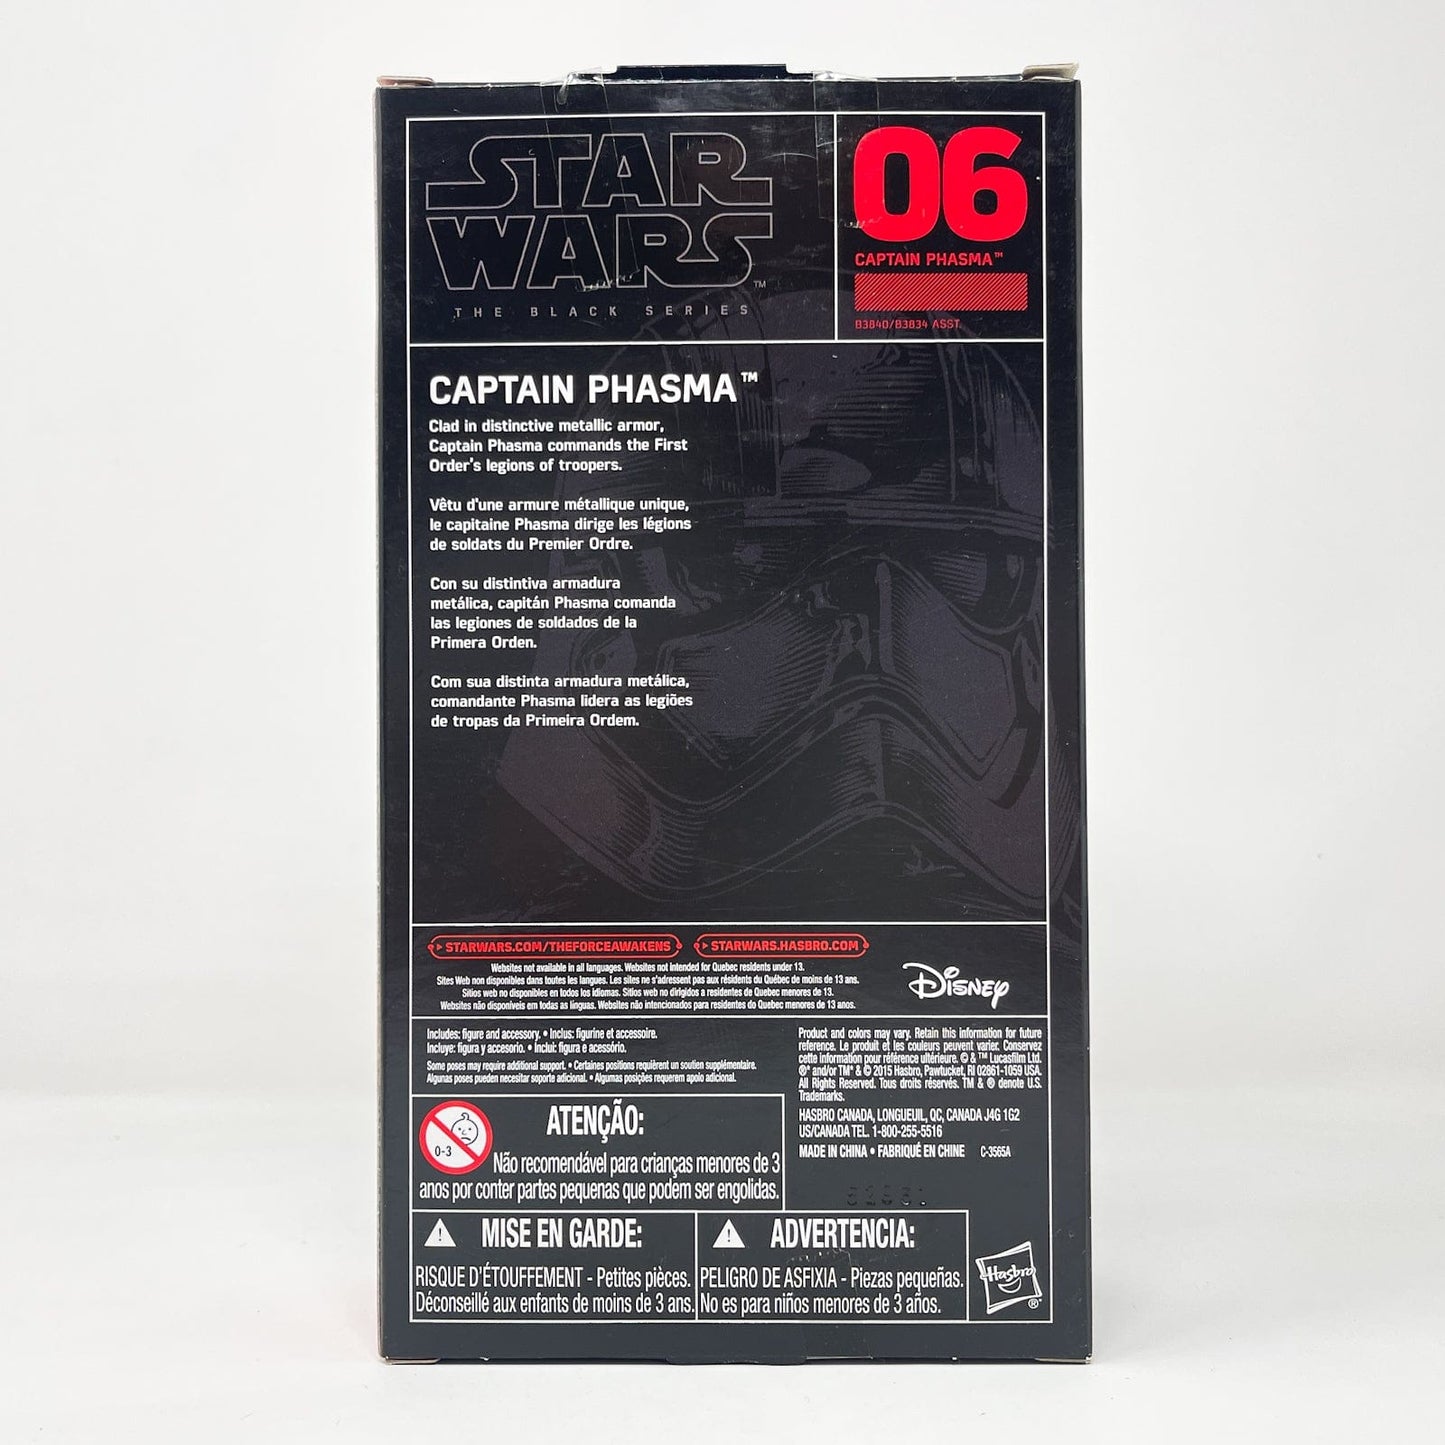 STAR
WARS™
THE BLACK SERIES
06
CAPTAIN PHASMA™
B3840/B3834 ASST.
CAPTAIN PHASMA™
Clad in distinctive metallic armor,
Captain Phasma commands the First
Order's legions of troopers.
Vêtu d'une armure métallique unique,
le capitaine Phasma dirige les légions
de soldats du Premier Ordre.
Con su distintiva armadura
metálica, capitán Phasma comanda
las legiones de soldados de la
Primera Orden.
Com sua distinta armadura metálica,
comandante Phasma lidera as legiões
de tropas da Primeira Ordem.
STARWARS.COM/THEFORCEAWAKENS
STARWARS.HASBRO.COM
Websites not available in all languages. Websites not intended for Quebec residents under 13.
Sites Web non disponibles dans toutes les langues. Les sites ne s'adressent pas aux résidents du Québec de moins de 13 ans.
Sitios web no disponibles en todos los idiomas. Sitios web no dirigidos a residentes de Quebec menores de 13.
Websites não disponíveis em todas as línguas. Websites não intencionados para residentes do Quebec menores de 13 anos.
Disney
Includes: figure and accessory. • Inclus: figurine et accessoire.
Incluye: figura y accesorio. • Inclui: figura e acessório.
Some poses may require additional support. • Certaines positions requièrent un soutien supplémentaire.
Algunas poses pueden necesitar soporte adicional. • Algumas posições requerem apoio adicional.
Product and colors may vary. Retain this information for future
reference. Le produit et les couleurs peuvent varier. Conservez
cette information pour référence ultérieure. © & ™ Lucasfilm Ltd.
®* and/or TM* & © 2015 Hasbro, Pawtucket, RI 02861-1059 USA.
All Rights Reserved. Tous droits réservés. TM & ® denote U.S.
Trademarks.
HASBRO CANADA, LONGUEUIL, QC, CANADA J4G 1G2
US/CANADA TEL. 1-800-255-5516
MADE IN CHINA • FABRIQUÉ EN CHINE C-3565A
0-3
ATENÇÃO:
Não recomendável para crianças menores de 3
anos por conter partes pequenas que podem ser engolidas.
MISE EN GARDE:
RISQUE D'ÉTOUFFEMENT - Petites pièces.
Déconseillé aux enfants de moins de 3 ans.
ADVERTENCIA:
PELIGRO DE ASFIXIA - Piezas pequeñas.
No es para niños menores de 3 años.
Hasbro
®*